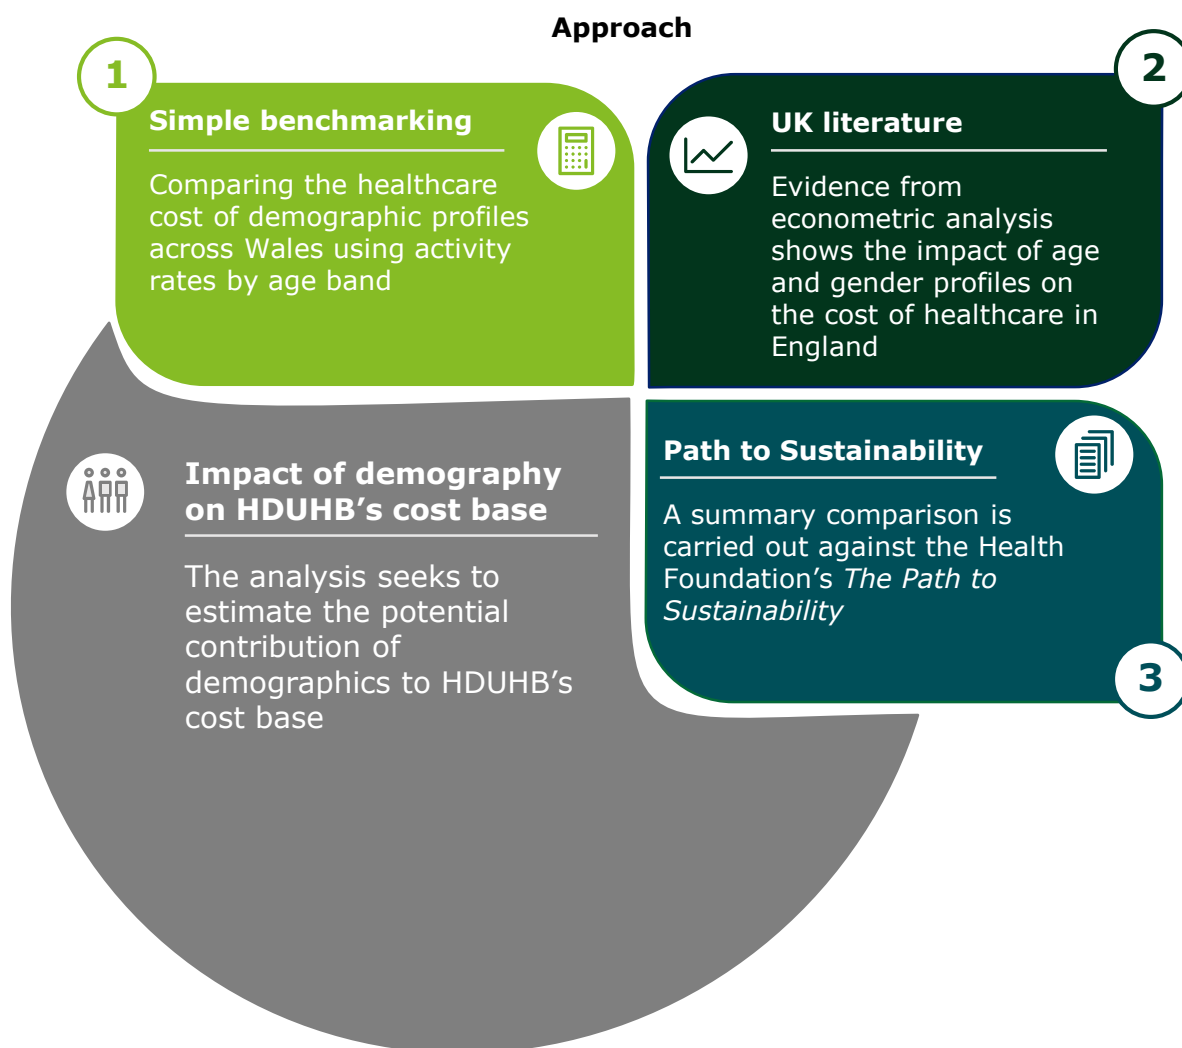 Approach
1
Simple benchmarking
Comparing the healthcare
cost of demographic profiles
across Wales using activity
rates by age band
2
UK literature
Evidence from
econometric analysis
shows the impact of age
and gender profiles on
the cost of healthcare in
England
Impact of demography
on HDUHB’s cost base
The analysis seeks to
estimate the potential
contribution of
demographics to HDUHB’s
cost base
Path to Sustainability
A summary comparison is
carried out against the Health
Foundation’s The Path to
Sustainability
3